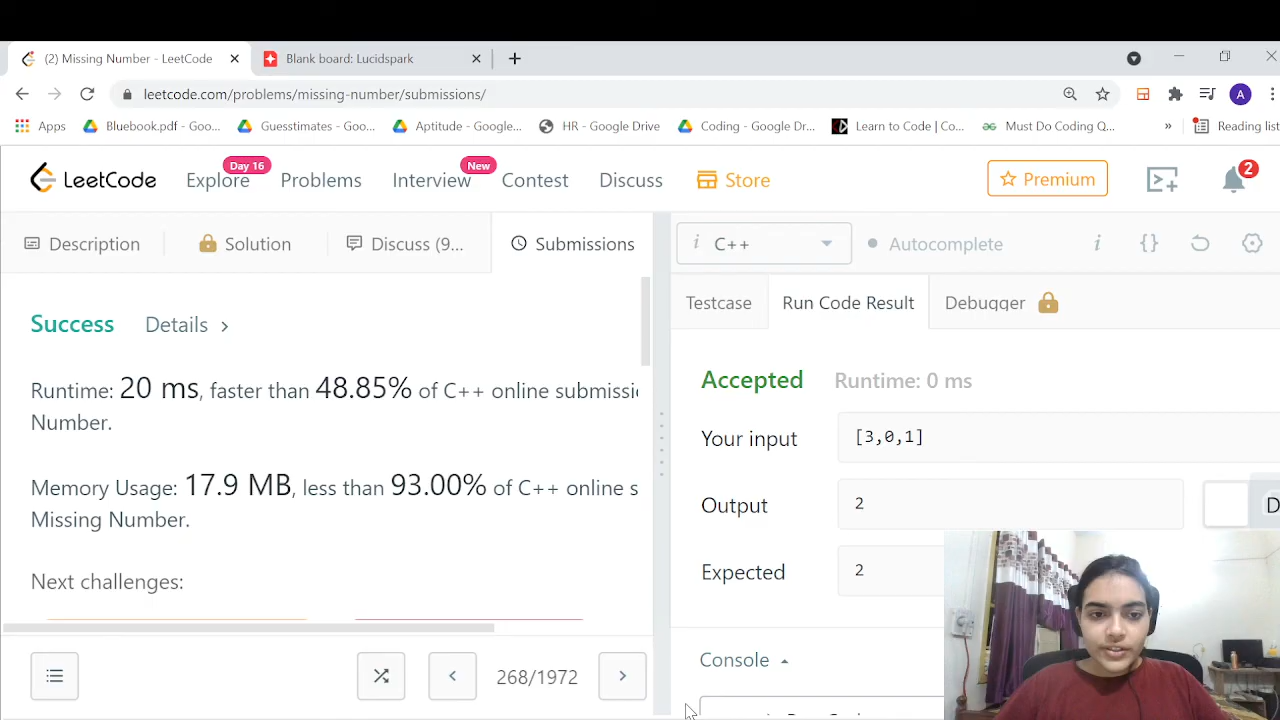 (2) Missing Number - LeetCode
Blank board: Lucidspark
leetcode.com/problems/missing-number/submissions/
A
Apps
Bluebook.pdf - Goo...
Guesstimates - Goo...
Aptitude - Google...
HR - Google Drive
Coding - Google Dr...
Learn to Code | Co...
Must Do Coding Q...
»
Reading list
LeetCode
Explore
Day 16
Problems
Interview
New
Contest
Discuss
Store
Premium
2
Description
Solution
Discuss (9...
Submissions
i C++
Autocomplete
i
{}
Success
Details >
Runtime: 20 ms, faster than 48.85% of C++ online submissi
Number.
Memory Usage: 17.9 MB, less than 93.00% of C++ online s
Missing Number.
Next challenges:
268/1972
Testcase
Run Code Result
Debugger
Accepted
Runtime: 0 ms
Your input
[3,0,1]
Output
2
D
Expected
2
Console